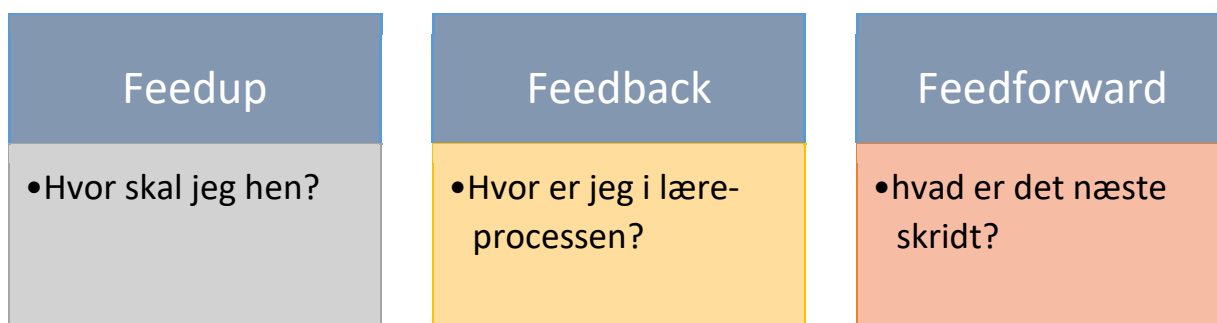 Feedup
•Hvor skal jeg hen?
Feedback
•Hvor er jeg i lære-
processen?
Feedforward
•hvad er det næste
skridt?